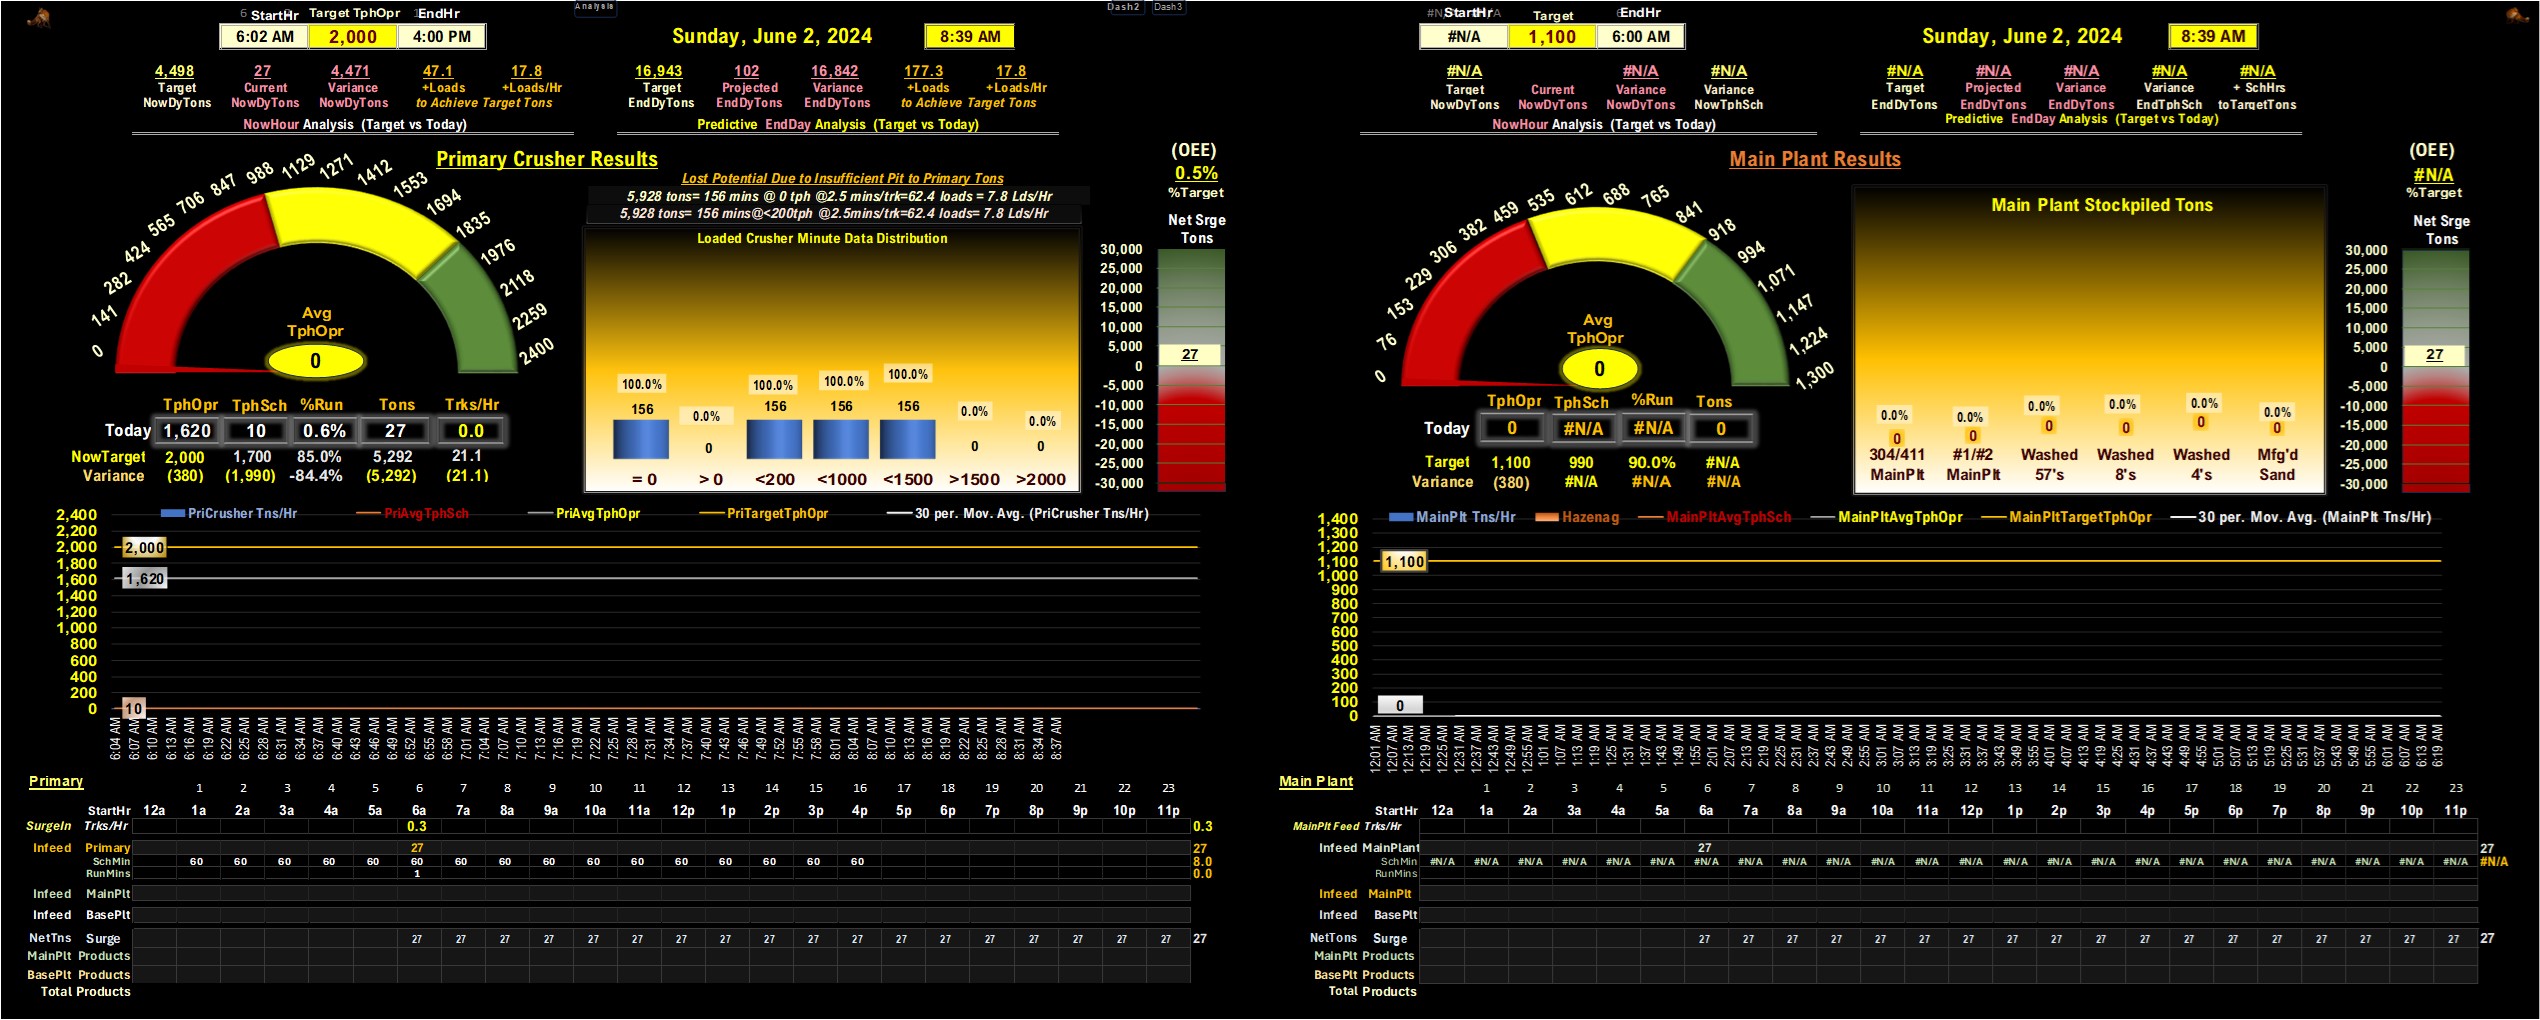 Analysis
Dash2 Dash3
StartHr Target TphOpr EndHr
6:02 AM 2,000 4:00 PM
Sunday, June 2, 2024 8:39 AM
4,498 27 4,471 47.1 17.8
Target Current Variance +Loads +Loads/Hr
NowDyTons NowDyTons NowDyTons to Achieve Target Tons
NowHour Analysis (Target vs Today)
16,943 102 16,842 177.3 17.8
Target Projected Variance +Loads +Loads/Hr
EndDyTons EndDyTons EndDyTons to Achieve Target Tons
Predictive EndDay Analysis (Target vs Today)
Primary Crusher Results
Lost Potential Due to Insufficient Pit to Primary Tons
5,928 tons= 156 mins @ 0 tph @2.5 mins/trk=62.4 loads = 7.8 Lds/Hr
5,928 tons= 156 mins@<200tph @2.5mins/trk=62.4 loads= 7.8 Lds/Hr
(OEE)
0.5%
%Target
Net Srge
Tons
30,000
25,000
20,000
15,000
10,000
5,000
0
-5,000
-10,000
-15,000
-20,000
-25,000
-30,000
27
0 141 282 424 565 706 847 988 1129 1271 1412 1553 1694 1835 1976 2118 2259 2400
Avg
TphOpr
0
Loaded Crusher Minute Data Distribution
100.0% 0.0% 100.0% 100.0% 100.0% 0.0% 0.0%
156 0 156 156 156 0 0
= 0 > 0 <200 <1000 <1500 >1500 >2000
TphOpr TphSch %Run Tons Trks/Hr
Today 1,620 10 0.6% 27 0.0
NowTarget 2,000 1,700 85.0% 5,292 21.1
Variance (380) (1,990) -84.4% (5,292) (21.1)
PriCrusher Tns/Hr PriAvgTphSch PriAvgTphOpr PriTargetTphOpr 30 per. Mov. Avg. (PriCrusher Tns/Hr)
2,400
2,200
2,000
1,800
1,600
1,400
1,200
1,000
800
600
400
200
0
2,000
1,620
10
6:04 AM 6:07 AM 6:10 AM 6:13 AM 6:16 AM 6:19 AM 6:22 AM 6:25 AM 6:28 AM 6:31 AM 6:34 AM 6:37 AM 6:40 AM 6:43 AM 6:46 AM 6:49 AM 6:52 AM 6:55 AM 6:58 AM 7:01 AM 7:04 AM 7:07 AM 7:10 AM 7:13 AM 7:16 AM 7:19 AM 7:22 AM 7:25 AM 7:28 AM 7:31 AM 7:34 AM 7:37 AM 7:40 AM 7:43 AM 7:46 AM 7:49 AM 7:52 AM 7:55 AM 7:58 AM 8:01 AM 8:04 AM 8:07 AM 8:10 AM 8:13 AM 8:16 AM 8:19 AM 8:22 AM 8:25 AM 8:28 AM 8:31 AM 8:34 AM 8:37 AM
Primary
1 2 3 4 5 6 7 8 9 10 11 12 13 14 15 16 17 18 19 20 21 22 23
StartHr 12a 1a 2a 3a 4a 5a 6a 7a 8a 9a 10a 11a 12p 1p 2p 3p 4p 5p 6p 7p 8p 9p 10p 11p
SurgeIn Trks/Hr 0.3 0.3
Infeed Primary 27 27
SchMin 60 60 60 60 60 60 60 60 60 60 60 60 60 60 60 60 8.0
RunMins 1 0.0
Infeed MainPlt
Infeed BasePlt
NetTns Surge 27 27 27 27 27 27 27 27 27 27 27 27 27 27 27 27 27 27 27
MainPlt Products
BasePlt Products
Total Products
StartHr Target EndHr
#N/A 1,100 6:00 AM
Sunday, June 2, 2024 8:39 AM
#N/A #N/A #N/A
Target Current Variance Variance
NowDyTons NowDyTons NowDyTons NowTphSch
NowHour Analysis (Target vs Today)
#N/A #N/A #N/A #N/A #N/A
Target Projected Variance Variance + SchHrs
EndDyTons EndDyTons EndDyTons EndTphSch toTargetTons
Predictive EndDay Analysis (Target vs Today)
Main Plant Results
(OEE)
#N/A
%Target
Net Srge
Tons
30,000
25,000
20,000
15,000
10,000
5,000
0
-5,000
-10,000
-15,000
-20,000
-25,000
-30,000
27
0 76 153 229 306 382 459 535 612 688 765 841 918 994 1,071 1,147 1,224 1,300
Avg
TphOpr
0
Main Plant Stockpiled Tons
0.0% 0.0% 0.0% 0.0% 0.0% 0.0%
0 0 0 0 0 0
304/411 #1/#2 Washed Washed Washed Mfg'd
MainPlt MainPlt 57's 8's 4's Sand
TphOpr TphSch %Run Tons
Today 0 #N/A #N/A 0
Target 1,100 990 90.0% #N/A
Variance (380) #N/A #N/A #N/A
MainPlt Tns/Hr Hazenag MainPltAvgTphSch MainPltAvgTphOpr MainPltTargetTphOpr 30 per. Mov. Avg. (MainPlt Tns/Hr)
1,400
1,300
1,200
1,100
1,000
900
800
700
600
500
400
300
200
100
0
1,100
0
12:01 AM 12:07 AM 12:13 AM 12:19 AM 12:25 AM 12:31 AM 12:37 AM 12:43 AM 12:49 AM 12:55 AM 1:01 AM 1:07 AM 1:13 AM 1:19 AM 1:25 AM 1:31 AM 1:37 AM 1:43 AM 1:49 AM 1:55 AM 2:01 AM 2:07 AM 2:13 AM 2:19 AM 2:25 AM 2:31 AM 2:37 AM 2:43 AM 2:49 AM 2:55 AM 3:01 AM 3:07 AM 3:13 AM 3:19 AM 3:25 AM 3:31 AM 3:37 AM 3:43 AM 3:49 AM 3:55 AM 4:01 AM 4:07 AM 4:13 AM 4:19 AM 4:25 AM 4:31 AM 4:37 AM 4:43 AM 4:49 AM 4:55 AM 5:01 AM 5:07 AM 5:13 AM 5:19 AM 5:25 AM 5:31 AM 5:37 AM 5:43 AM 5:49 AM 5:55 AM 6:01 AM 6:07 AM 6:13 AM 6:19 AM
Main Plant
1 2 3 4 5 6 7 8 9 10 11 12 13 14 15 16 17 18 19 20 21 22 23
StartHr 12a 1a 2a 3a 4a 5a 6a 7a 8a 9a 10a 11a 12p 1p 2p 3p 4p 5p 6p 7p 8p 9p 10p 11p
MainPlt Feed Trks/Hr
Infeed MainPlant 27 27
SchMin #N/A #N/A #N/A #N/A #N/A #N/A #N/A #N/A #N/A #N/A #N/A #N/A #N/A #N/A #N/A #N/A #N/A #N/A #N/A #N/A #N/A #N/A #N/A #N/A #N/A
RunMins
Infeed MainPlt
Infeed BasePlt
NetTons Surge 27 27 27 27 27 27 27 27 27 27 27 27 27 27 27 27 27 27 27
MainPlt Products
BasePlt Products
Total Products